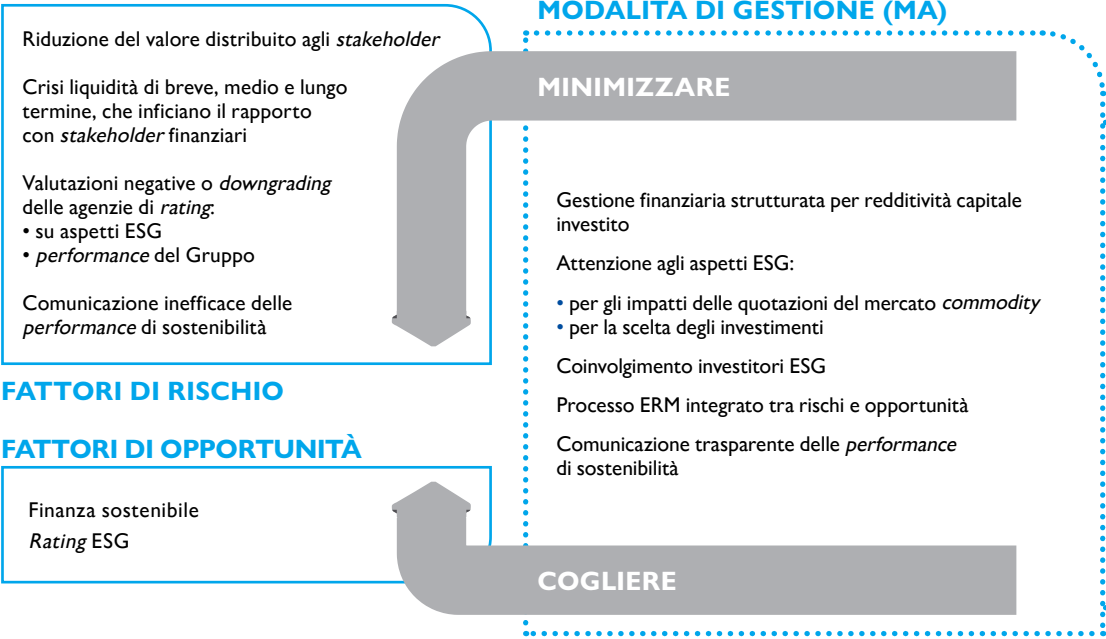 Riduzione del valore distribuito agli stakeholder
Crisi liquidità di breve, medio e lungo
termine, che inficiano il rapporto
con stakeholder finanziari
Valutazioni negative o downgrading
delle agenzie di rating:
• su aspetti ESG
• performance del Gruppo
Comunicazione inefficace delle
performance di sostenibilità
FATTORI DI RISCHIO
FATTORI DI OPPORTUNITÀ
Finanza sostenibile
Rating ESG
MODALITÀ DI GESTIONE (MA)
MINIMIZZARE
Gestione finanziaria strutturata per redditività capitale
investito
Attenzione agli aspetti ESG:
• per gli impatti delle quotazioni del mercato commodity
• per la scelta degli investimenti
Coinvolgimento investitori ESG
Processo ERM integrato tra rischi e opportunità
Comunicazione trasparente delle performance
di sostenibilità
COGLIERE